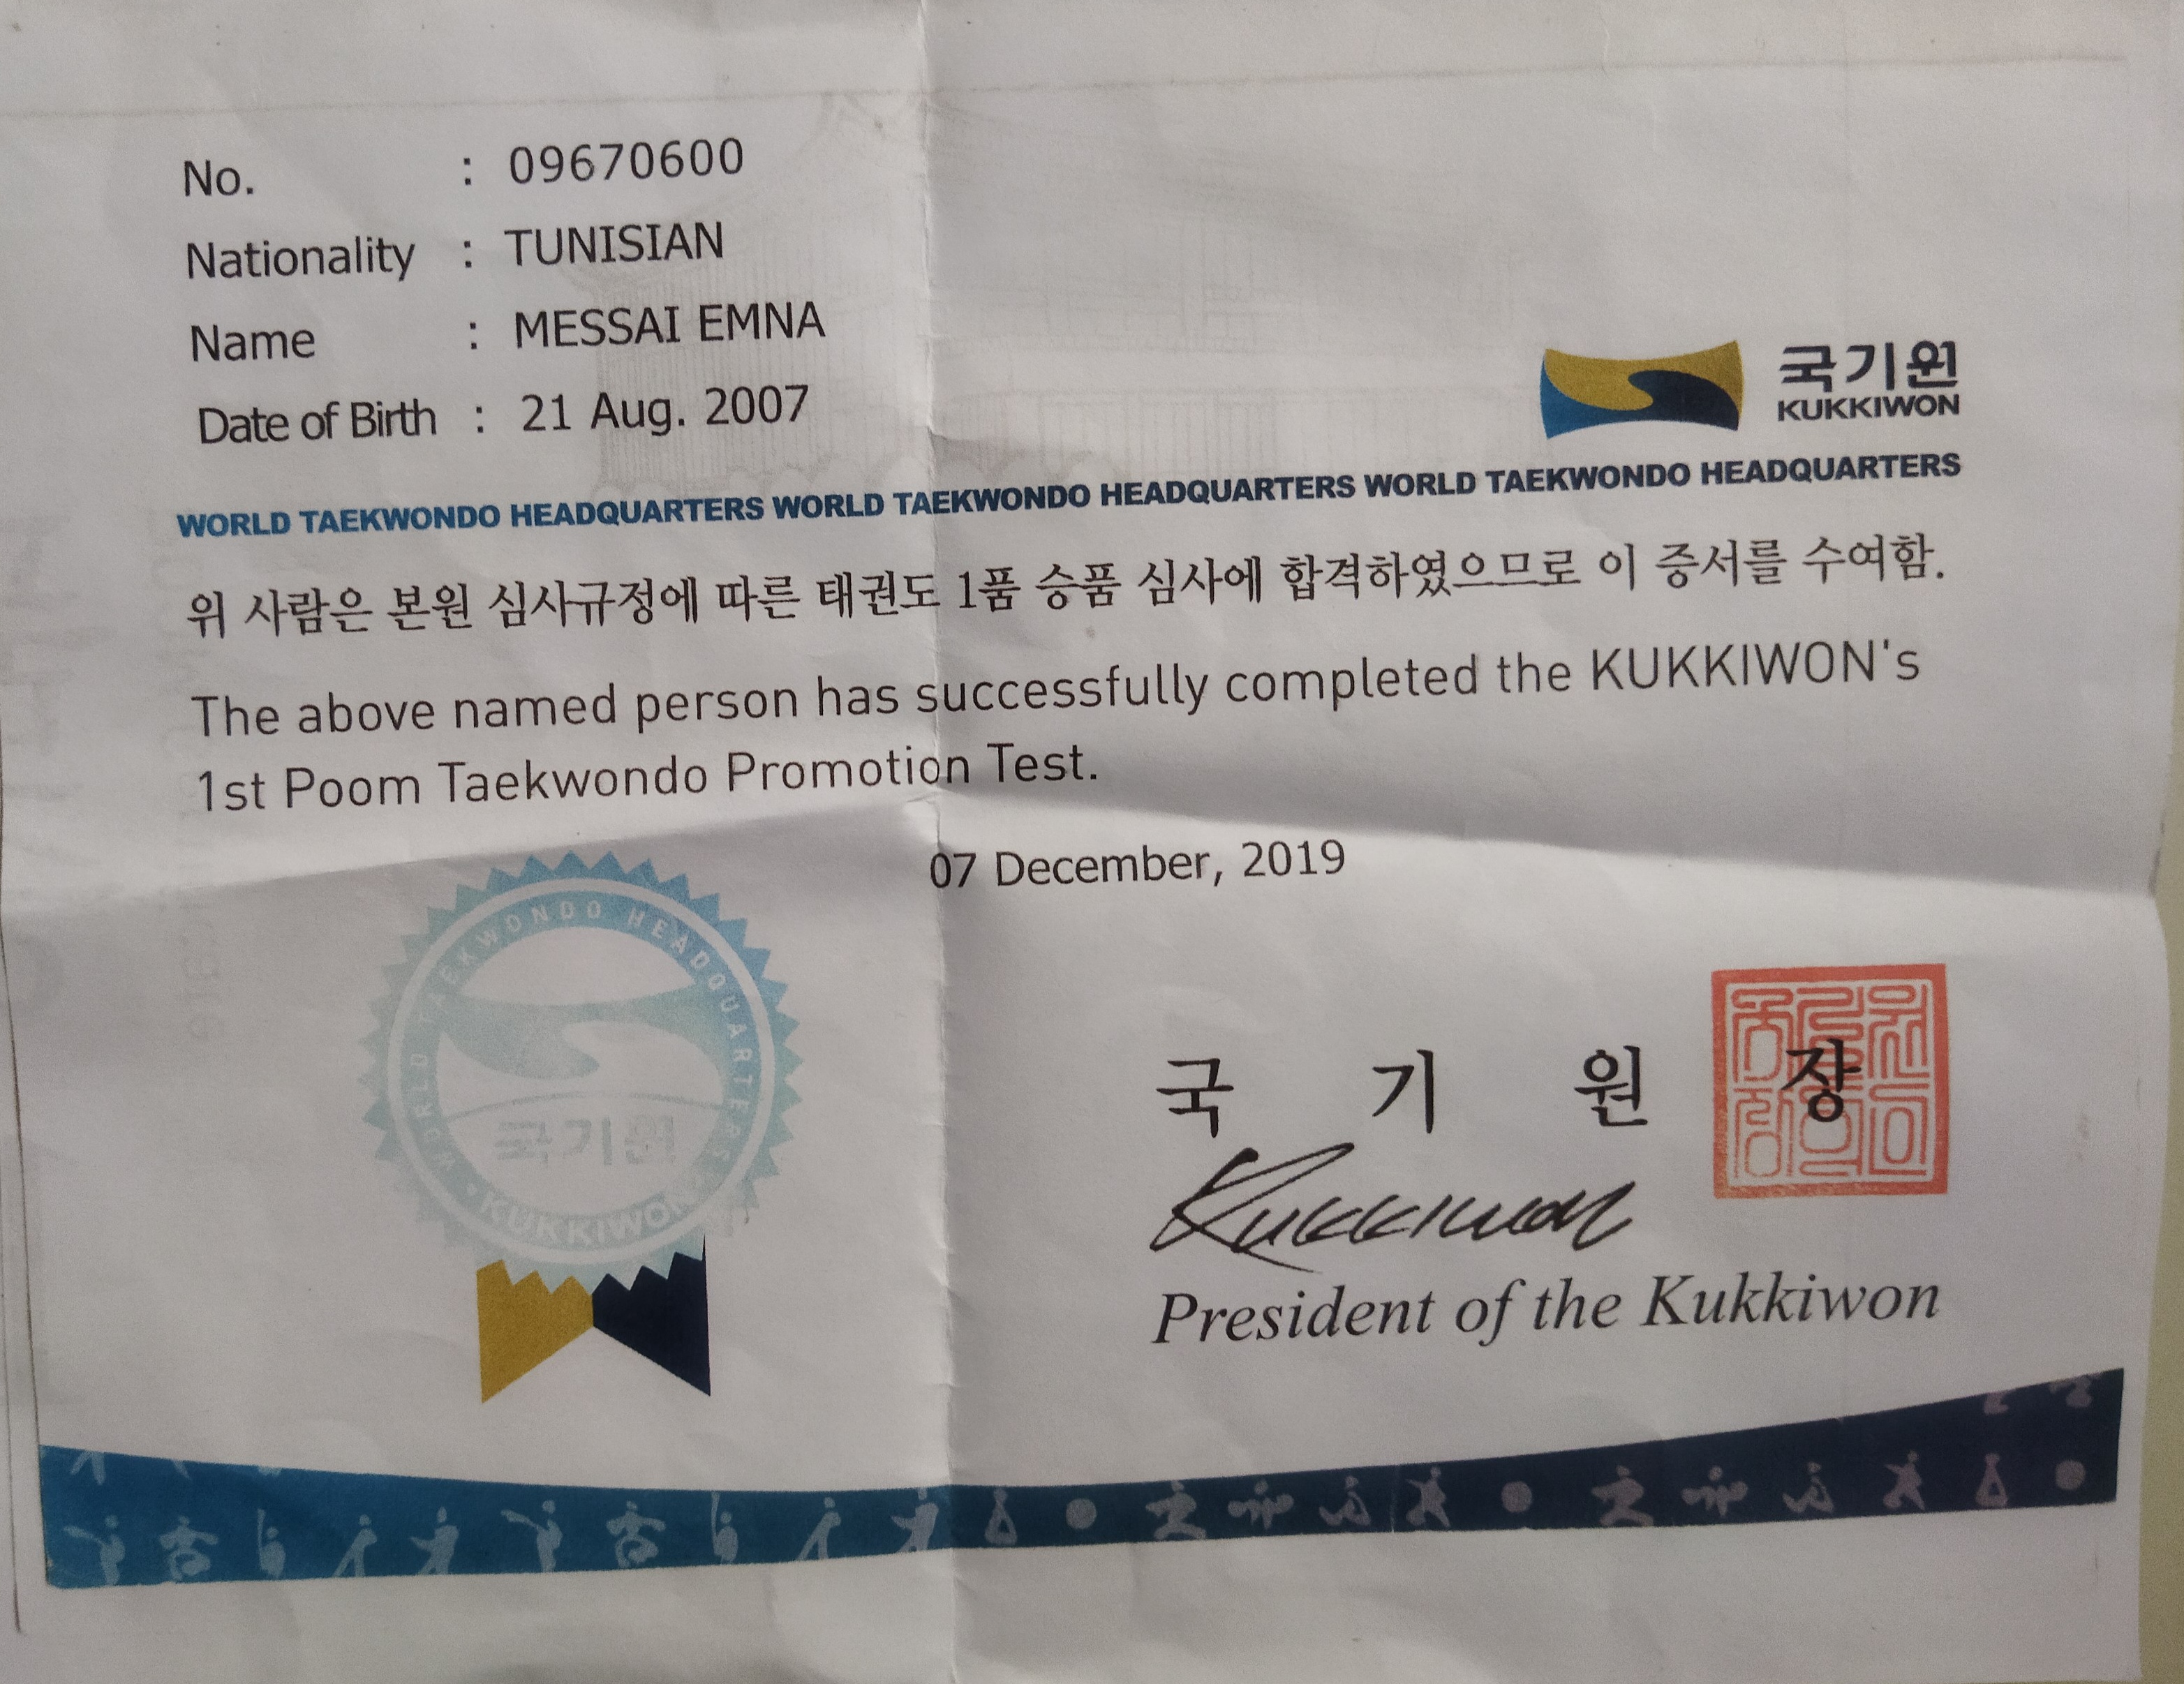 No. : 09670600
Nationality : TUNISIAN
Name : MESSAI EMNA
Date of Birth : 21 Aug. 2007
국기원
KUKKIWON
WORLD TAEKWONDO HEADQUARTERS WORLD TAEKWONDO HEADQUARTERS WORLD TAEKWONDO HEADQUARTERS
위 사람은 본원 심사규정에 따른 태권도 1품 승품 심사에 합격하였으므로 이 증서를 수여함.
The above named person has successfully completed the KUKKIWON's
1st Poom Taekwondo Promotion Test.
07 December, 2019
WORLD TAEKWONDO HEADQUARTERS
국기원
KUKKIWON
국 기 원 장
Kukkiwon
President of the Kukkiwon